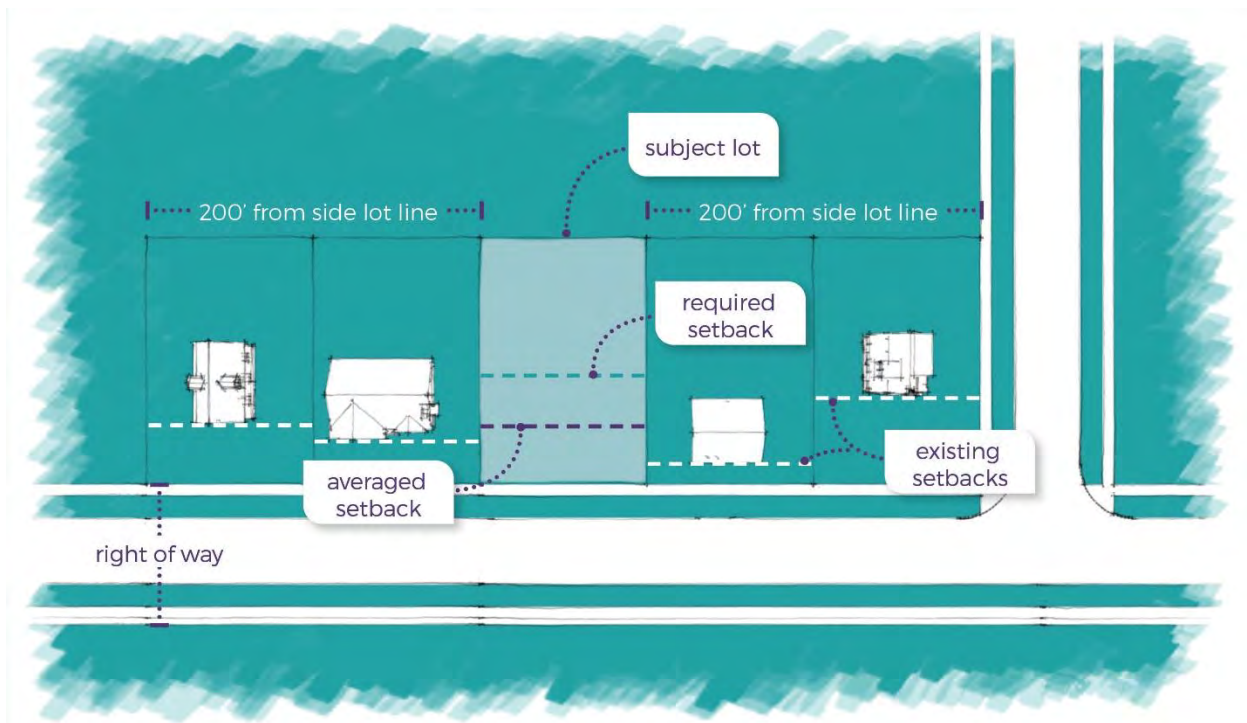 subject lot
200’ from side lot line
200’ from side lot line
required
setback
averaged
setback
existing
setbacks
right of way